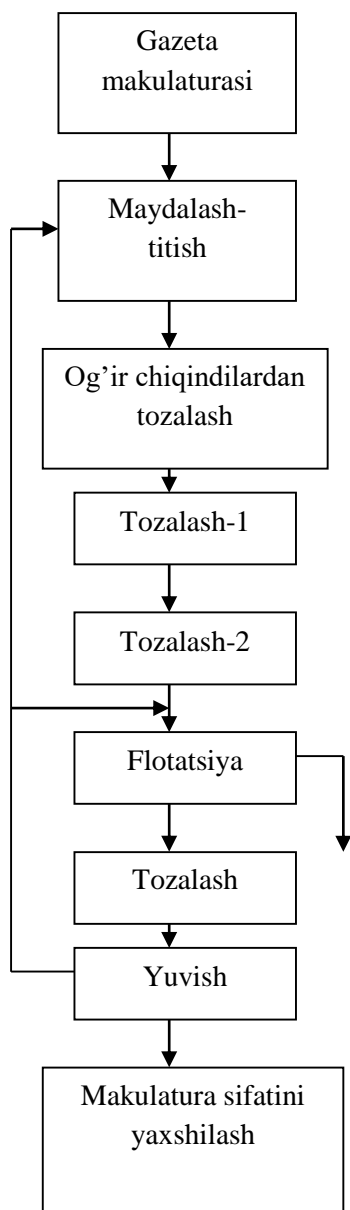 Gazeta
makulaturasi
Maydalash-
titish
Og’ir chiqindilardan
tozalash
Tozalash-1
Tozalash-2
Flotatsiya
Tozalash
Yuvish
Makulatura sifatini
yaxshilash